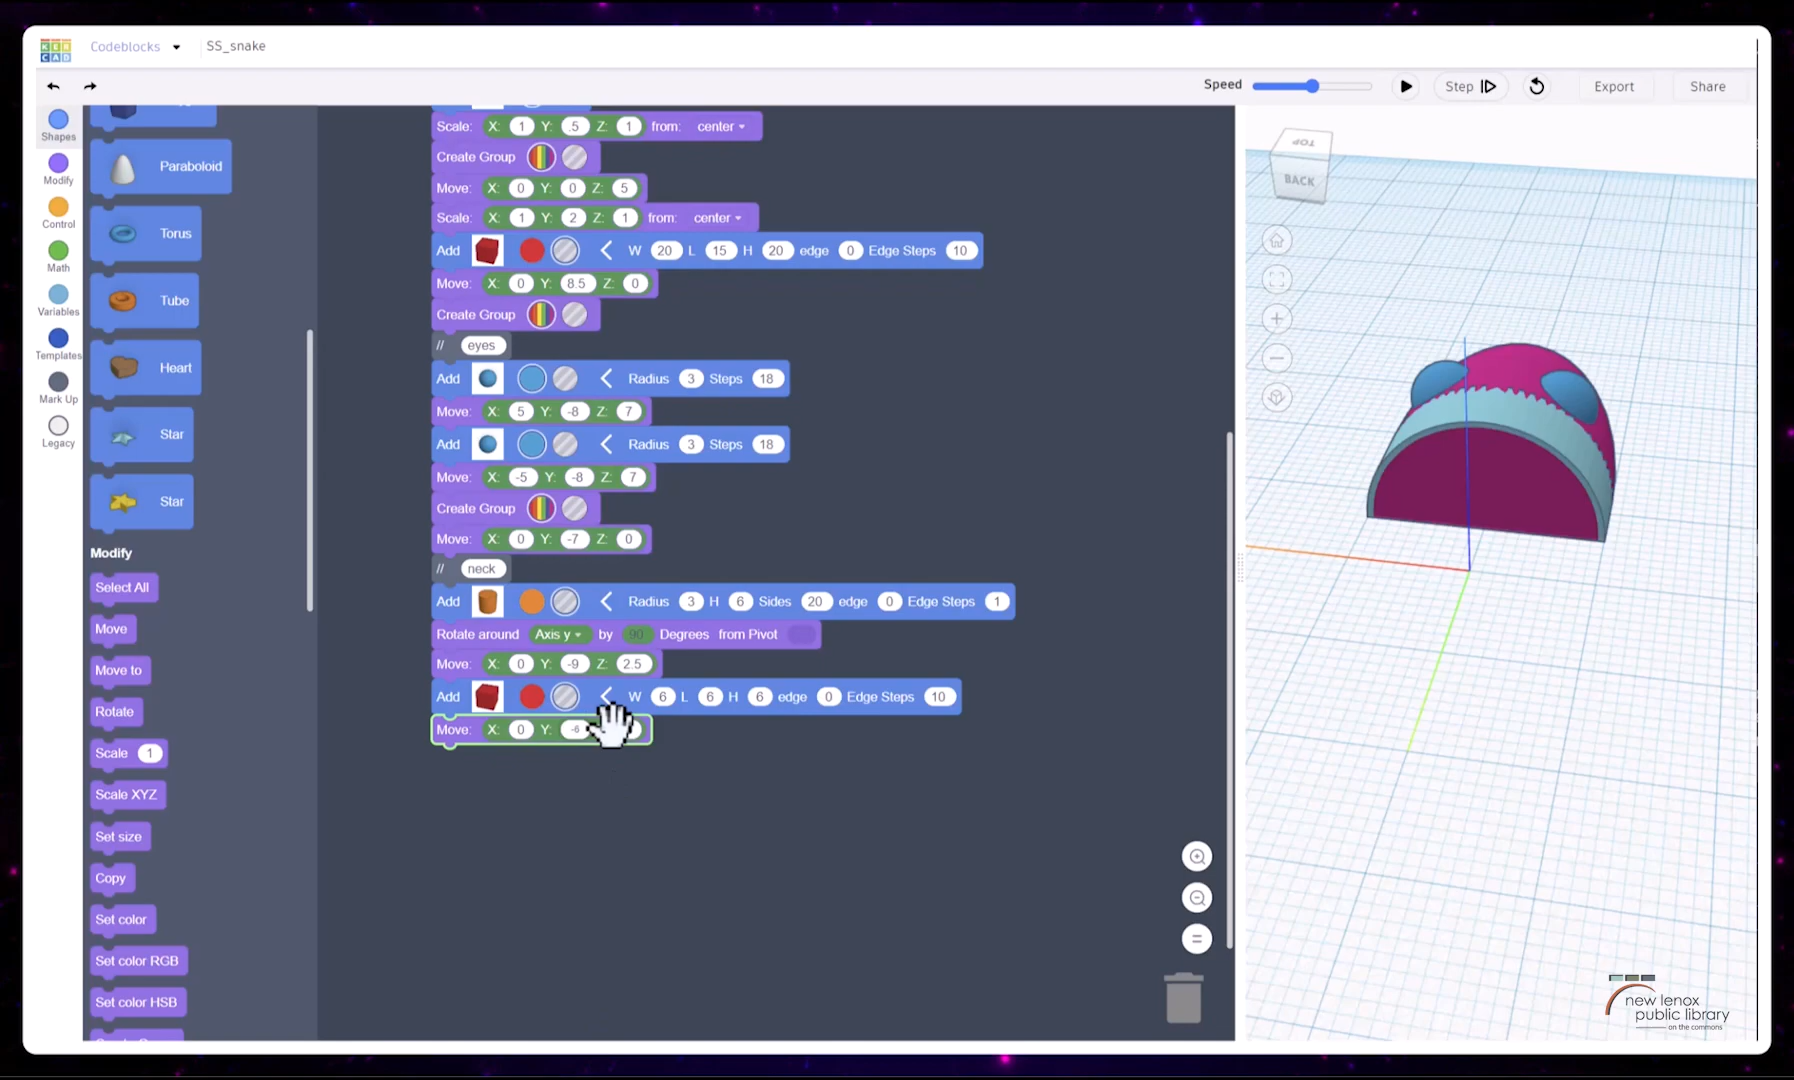 Codeblocks SS_snake
Speed Step Export Share
Shapes
Modify
Control
Math
Variables
Templates
Mark Up
Legacy
Paraboloid
Torus
Tube
Heart
Star
Star
Modify
Select All
Move
Move to
Rotate
Scale 1
Scale XYZ
Set size
Copy
Set color
Set color RGB
Set color HSB
Scale: X: 1 Y: .5 Z: 1 from: center
Create Group
Move: X: 0 Y: 0 Z: 5
Scale: X: 1 Y: 2 Z: 1 from: center
Add W 20 L 15 H 20 edge 0 Edge Steps 10
Move: X: 0 Y: 8.5 Z: 0
Create Group
// eyes
Add Radius 3 Steps 18
Move: X: 5 Y: -8 Z: 7
Add Radius 3 Steps 18
Move: X: -5 Y: -8 Z: 7
Create Group
Move: X: 0 Y: -7 Z: 0
// neck
Add Radius 3 H 6 Sides 20 edge 0 Edge Steps 1
Rotate around Axis y by 90 Degrees from Pivot
Move: X: 0 Y: -9 Z: 2.5
Add W 6 L 6 H 6 edge 0 Edge Steps 10
Move: X: 0 Y: -6
TOP
BACK
new lenox
public library
on the commons